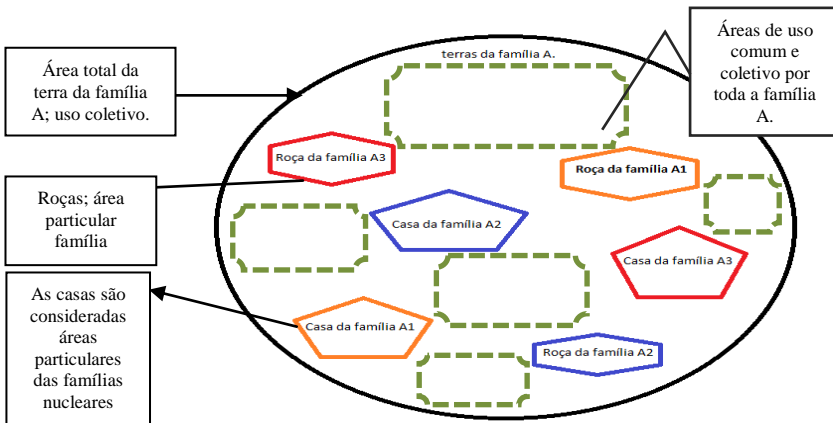 terras da família A.
Área total da
terra da família
A; uso coletivo.
Áreas de uso
comum e
coletivo por
toda a família
A.
Roça da família A3
Roça da família A1
Roças; área
particular
família
Casa da família A2
Casa da família A3
As casas são
consideradas
áreas
particulares
das famílias
nucleares
Casa da família A1
Roça da família A2